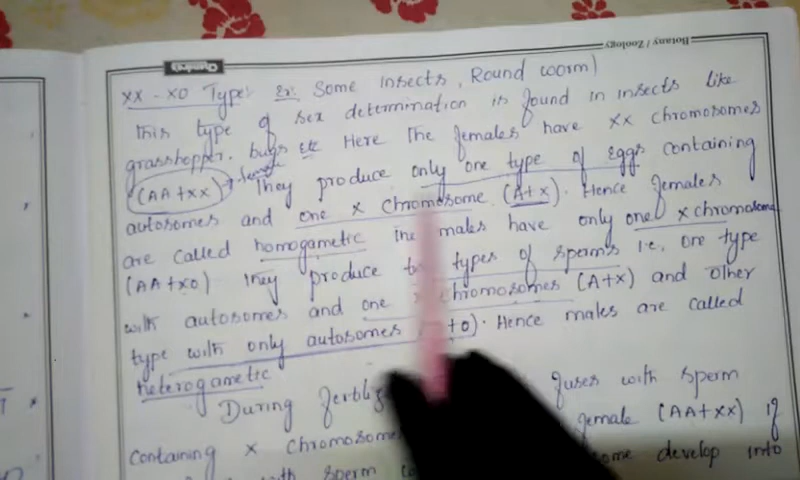 Botany / Zoology
XX - XO Type: Ex: Some insects, Round worm)
This type of sex determination is found in insects like
grasshopper, bugs etc Here the females have XX chromosomes
(AA+XX) → female They produce only one type of eggs containing
autosomes and one X chromosome (A+X). Hence females
are called homogametic the males have only one X chromosome
(AA+XO) They produce types of sperms i.e, one type
with autosomes and one chromosomes (A+X) and other
type with only autosomes +O). Hence males are called
heterogametic
During fuses with sperm
containing X female (AA+XX) if
with sperm develop into